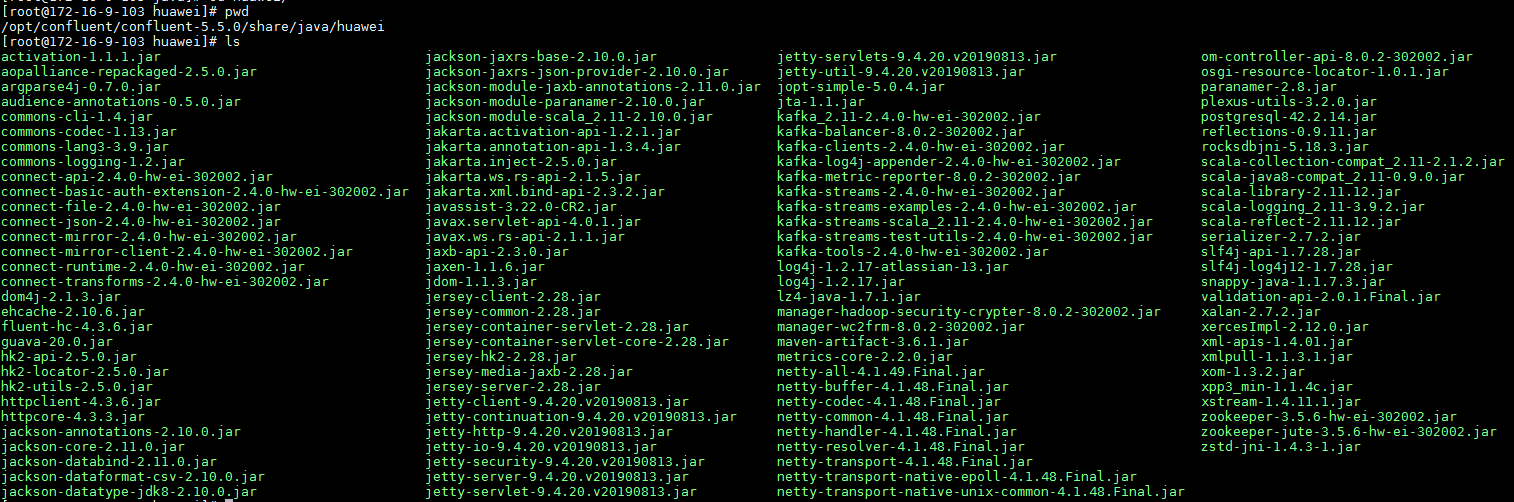 [root@172-16-9-103 huawei]# pwd
/opt/confluent/confluent-5.5.0/share/java/huawei
[root@172-16-9-103 huawei]# ls
activation-1.1.1.jar jackson-jaxrs-base-2.10.0.jar jetty-servlets-9.4.20.v20190813.jar om-controller-api-8.0.2-302002.jar
aopalliance-repackaged-2.5.0.jar jackson-jaxrs-json-provider-2.10.0.jar jetty-util-9.4.20.v20190813.jar osgi-resource-locator-1.0.1.jar
argparse4j-0.7.0.jar jackson-module-jaxb-annotations-2.11.0.jar jopt-simple-5.0.4.jar paranamer-2.8.jar
audience-annotations-0.5.0.jar jackson-module-paranamer-2.10.0.jar jta-1.1.jar plexus-utils-3.2.0.jar
commons-cli-1.4.jar jackson-module-scala_2.11-2.10.0.jar kafka_2.11-2.4.0-hw-ei-302002.jar postgresql-42.2.14.jar
commons-codec-1.13.jar jakarta.activation-api-1.2.1.jar kafka-balancer-8.0.2-302002.jar reflections-0.9.11.jar
commons-lang3-3.9.jar jakarta.annotation-api-1.3.4.jar kafka-clients-2.4.0-hw-ei-302002.jar rocksdbjni-5.18.3.jar
commons-logging-1.2.jar jakarta.inject-2.5.0.jar kafka-log4j-appender-2.4.0-hw-ei-302002.jar scala-collection-compat_2.11-2.1.2.jar
connect-api-2.4.0-hw-ei-302002.jar jakarta.ws.rs-api-2.1.5.jar kafka-metric-reporter-8.0.2-302002.jar scala-java8-compat_2.11-0.9.0.jar
connect-basic-auth-extension-2.4.0-hw-ei-302002.jar jakarta.xml.bind-api-2.3.2.jar kafka-streams-2.4.0-hw-ei-302002.jar scala-library-2.11.12.jar
connect-file-2.4.0-hw-ei-302002.jar javassist-3.22.0-CR2.jar kafka-streams-examples-2.4.0-hw-ei-302002.jar scala-logging_2.11-3.9.2.jar
connect-json-2.4.0-hw-ei-302002.jar javax.servlet-api-4.0.1.jar kafka-streams-scala_2.11-2.4.0-hw-ei-302002.jar scala-reflect-2.11.12.jar
connect-mirror-2.4.0-hw-ei-302002.jar javax.ws.rs-api-2.1.1.jar kafka-streams-test-utils-2.4.0-hw-ei-302002.jar serializer-2.7.2.jar
connect-mirror-client-2.4.0-hw-ei-302002.jar jaxb-api-2.3.0.jar kafka-tools-2.4.0-hw-ei-302002.jar slf4j-api-1.7.28.jar
connect-runtime-2.4.0-hw-ei-302002.jar jaxen-1.1.6.jar log4j-1.2.17-atlassian-13.jar slf4j-log4j12-1.7.28.jar
connect-transforms-2.4.0-hw-ei-302002.jar jdom-1.1.3.jar log4j-1.2.17.jar snappy-java-1.1.7.3.jar
dom4j-2.1.3.jar jersey-client-2.28.jar lz4-java-1.7.1.jar validation-api-2.0.1.Final.jar
ehcache-2.10.6.jar jersey-common-2.28.jar manager-hadoop-security-crypter-8.0.2-302002.jar xalan-2.7.2.jar
fluent-hc-4.3.6.jar jersey-container-servlet-2.28.jar manager-wc2frm-8.0.2-302002.jar xercesImpl-2.12.0.jar
guava-20.0.jar jersey-container-servlet-core-2.28.jar maven-artifact-3.6.1.jar xml-apis-1.4.01.jar
hk2-api-2.5.0.jar jersey-hk2-2.28.jar metrics-core-2.2.0.jar xmlpull-1.1.3.1.jar
hk2-locator-2.5.0.jar jersey-media-jaxb-2.28.jar netty-all-4.1.49.Final.jar xom-1.3.2.jar
hk2-utils-2.5.0.jar jersey-server-2.28.jar netty-buffer-4.1.48.Final.jar xpp3_min-1.1.4c.jar
httpclient-4.3.6.jar jetty-client-9.4.20.v20190813.jar netty-codec-4.1.48.Final.jar xstream-1.4.11.1.jar
httpcore-4.3.3.jar jetty-continuation-9.4.20.v20190813.jar netty-common-4.1.48.Final.jar zookeeper-3.5.6-hw-ei-302002.jar
jackson-annotations-2.10.0.jar jetty-http-9.4.20.v20190813.jar netty-handler-4.1.48.Final.jar zookeeper-jute-3.5.6-hw-ei-302002.jar
jackson-core-2.11.0.jar jetty-io-9.4.20.v20190813.jar netty-resolver-4.1.48.Final.jar zstd-jni-1.4.3-1.jar
jackson-databind-2.11.0.jar jetty-security-9.4.20.v20190813.jar netty-transport-4.1.48.Final.jar
jackson-dataformat-csv-2.10.0.jar jetty-server-9.4.20.v20190813.jar netty-transport-native-epoll-4.1.48.Final.jar
jackson-datatype-jdk8-2.10.0.jar jetty-servlet-9.4.20.v20190813.jar netty-transport-native-unix-common-4.1.48.Final.jar